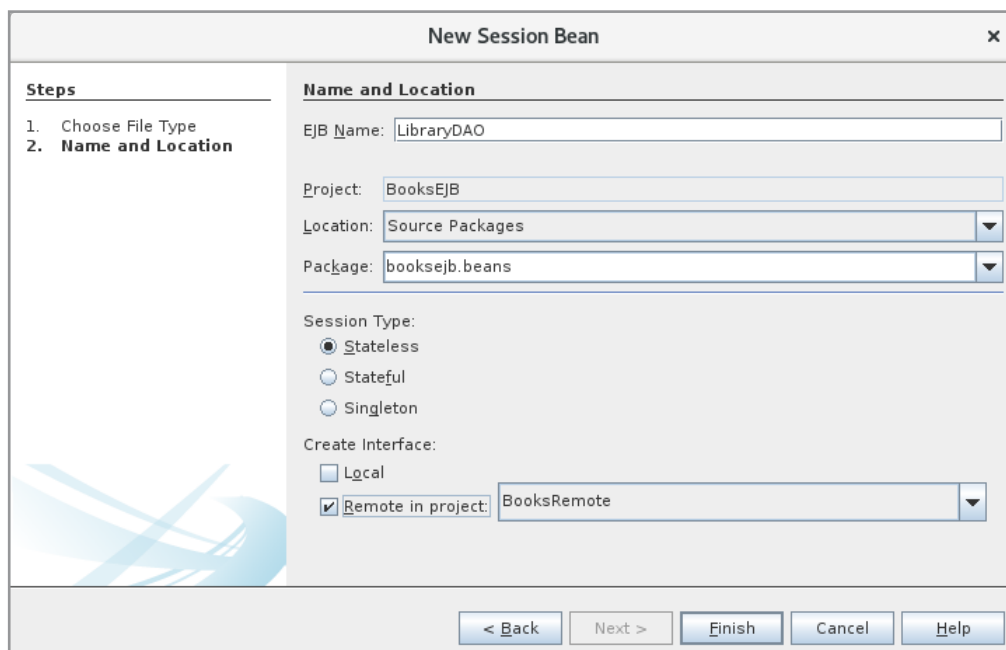 New Session Bean
×
Steps
1. Choose File Type
2. Name and Location
Name and Location
EJB Name: LibraryDAO
Project: BooksEJB
Location: Source Packages
Package: booksejb.beans
Session Type:
Stateless
Stateful
Singleton
Create Interface:
Local
Remote in project: BooksRemote
< Back Next > Finish Cancel Help